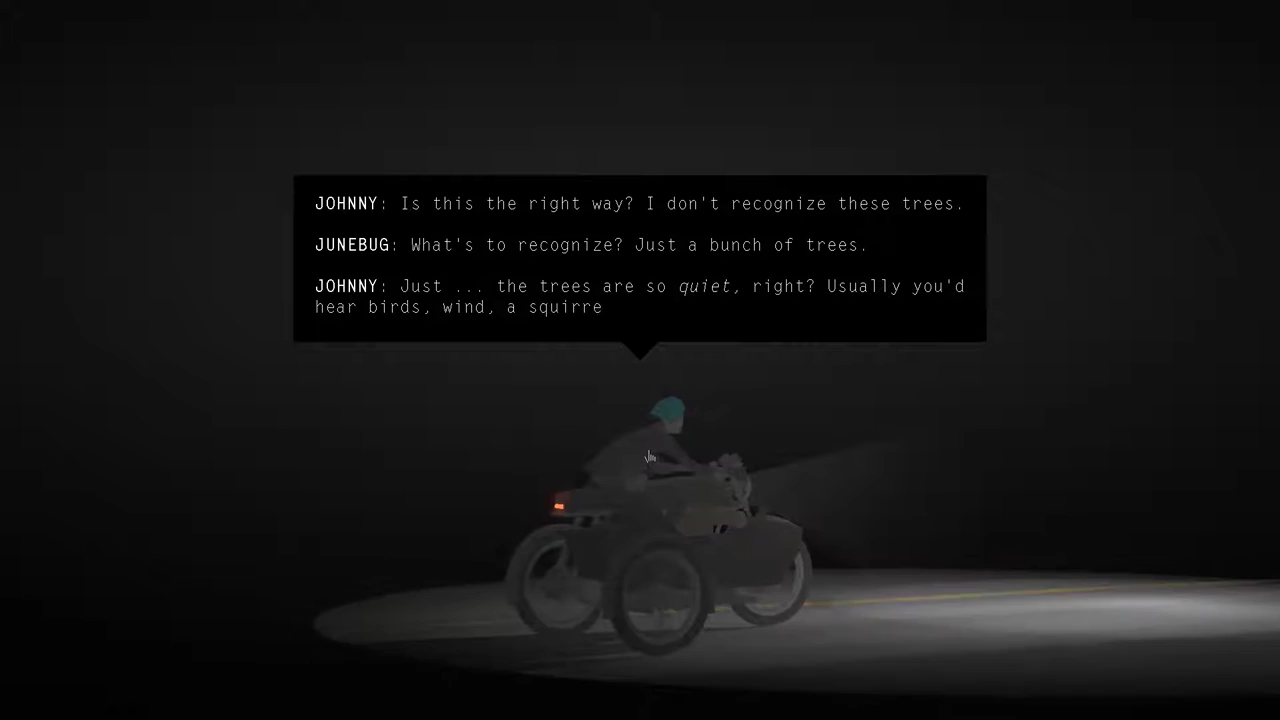 JOHNNY: Is this the right way? I don't recognize these trees.
JUNEBUG: What's to recognize? Just a bunch of trees.
JOHNNY: Just ... the trees are so quiet, right? Usually you'd
hear birds, wind, a squirre